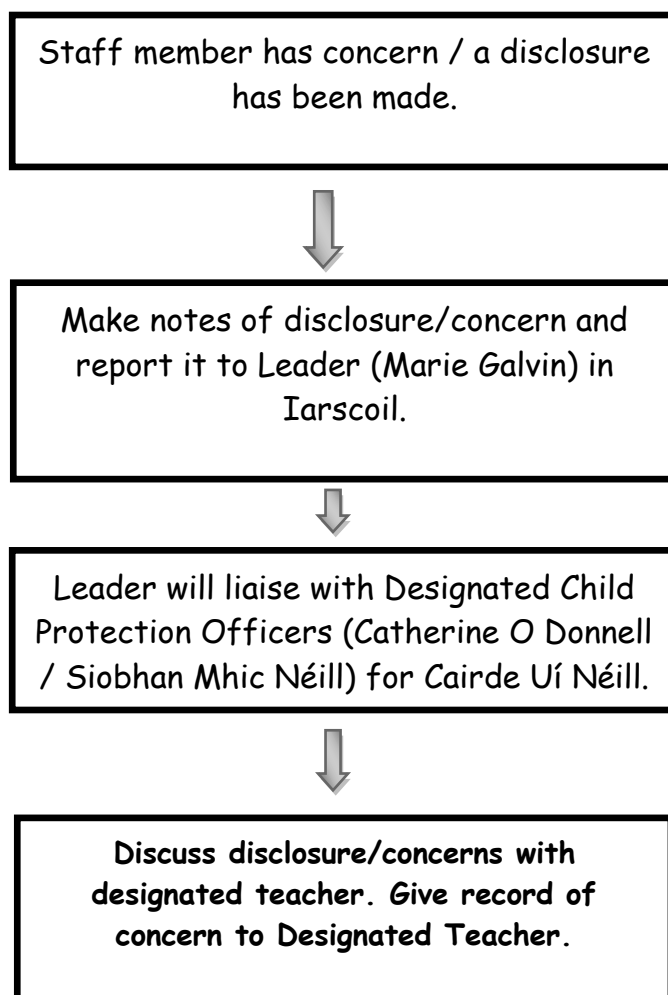 Staff member has concern / a disclosure
has been made.
Make notes of disclosure/concern and
report it to Leader (Marie Galvin) in
Iarscoil.
Leader will liaise with Designated Child
Protection Officers (Catherine O Donnell
/ Siobhan Mhic Néill) for Cairde Uí Néill.
Discuss disclosure/concerns with
designated teacher. Give record of
concern to Designated Teacher.